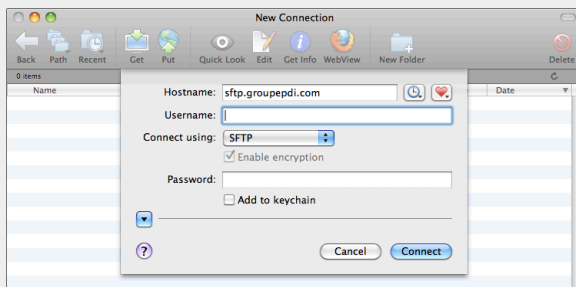 New Connection
Back Path Recent Get Put Quick Look Edit Get Info WebView New Folder Delete
0 items
Name Date
Hostname: sftp.groupepdi.com
Username:
Connect using: SFTP
Enable encryption
Password:
Add to keychain
? Cancel Connect